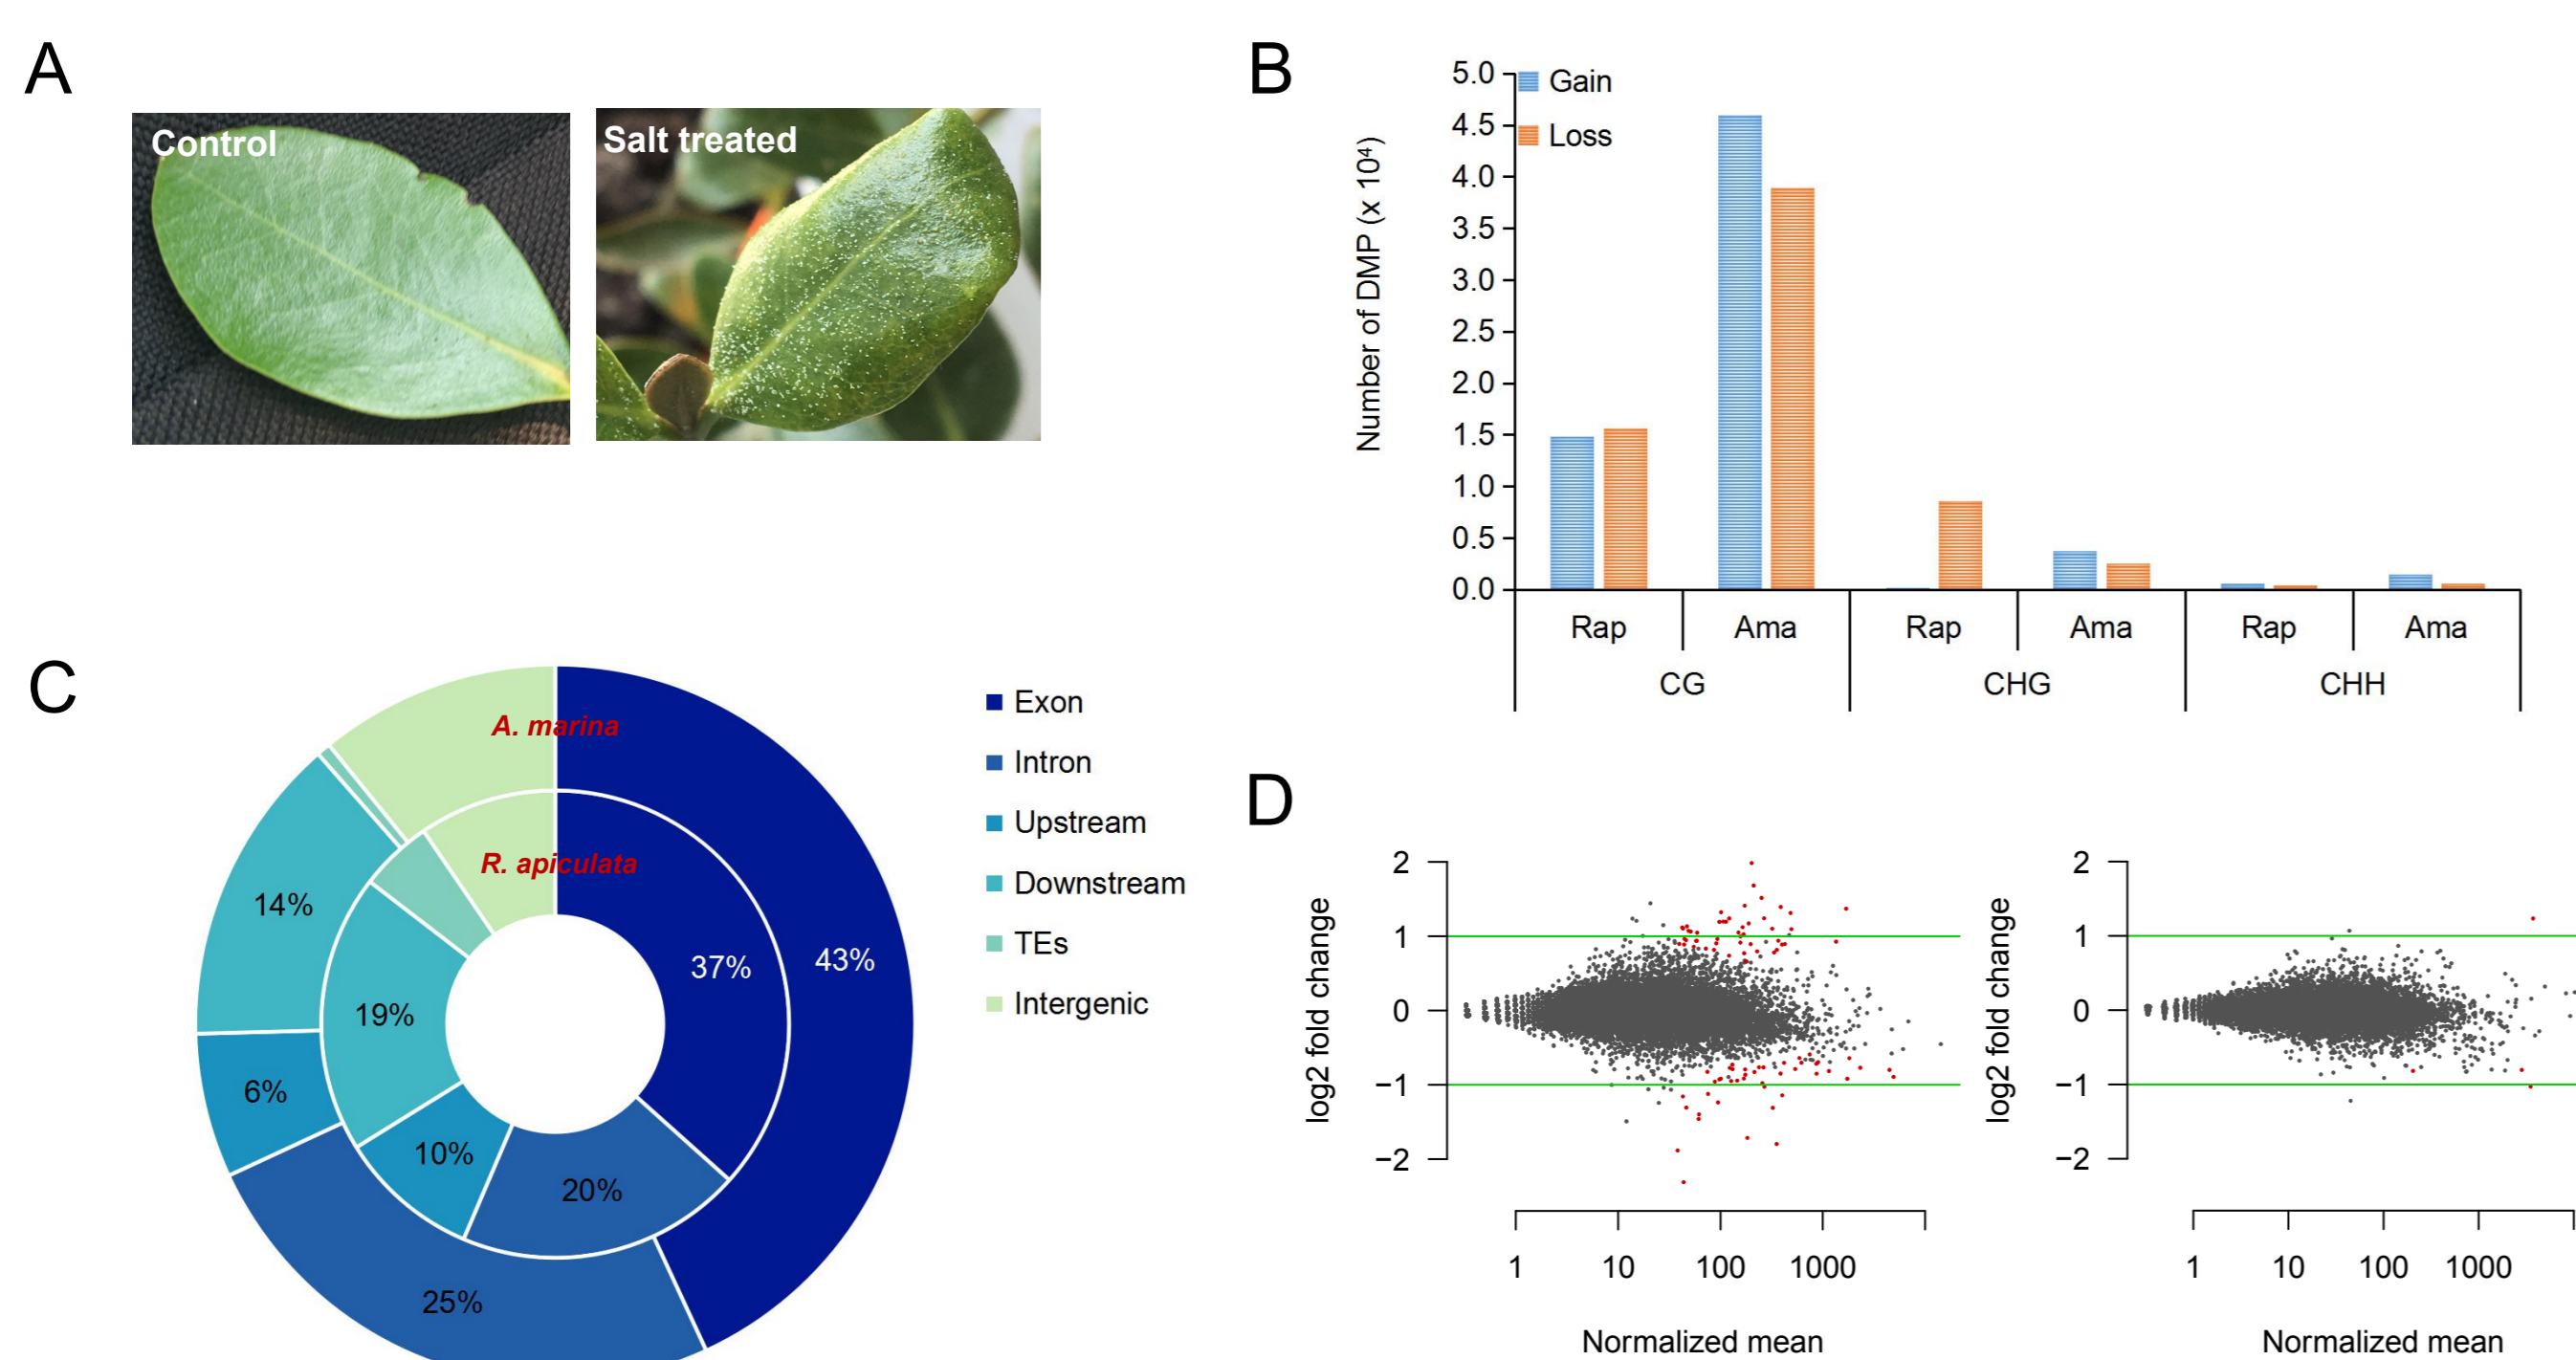 A
Control
Salt treated
B
5.0
4.5
4.0
3.5
3.0
2.5
2.0
1.5
1.0
0.5
0.0
Number of DMP (x 10⁴)
Gain
Loss
Rap Ama Rap Ama Rap Ama
CG CHG CHH
C
A. marina
R. apiculata
43%
37%
14%
19%
6%
10%
20%
25%
Exon
Intron
Upstream
Downstream
TEs
Intergenic
D
log2 fold change
2
1
0
−1
−2
1 10 100 1000
Normalized mean
log2 fold change
2
1
0
−1
−2
1 10 100 1000
Normalized mean